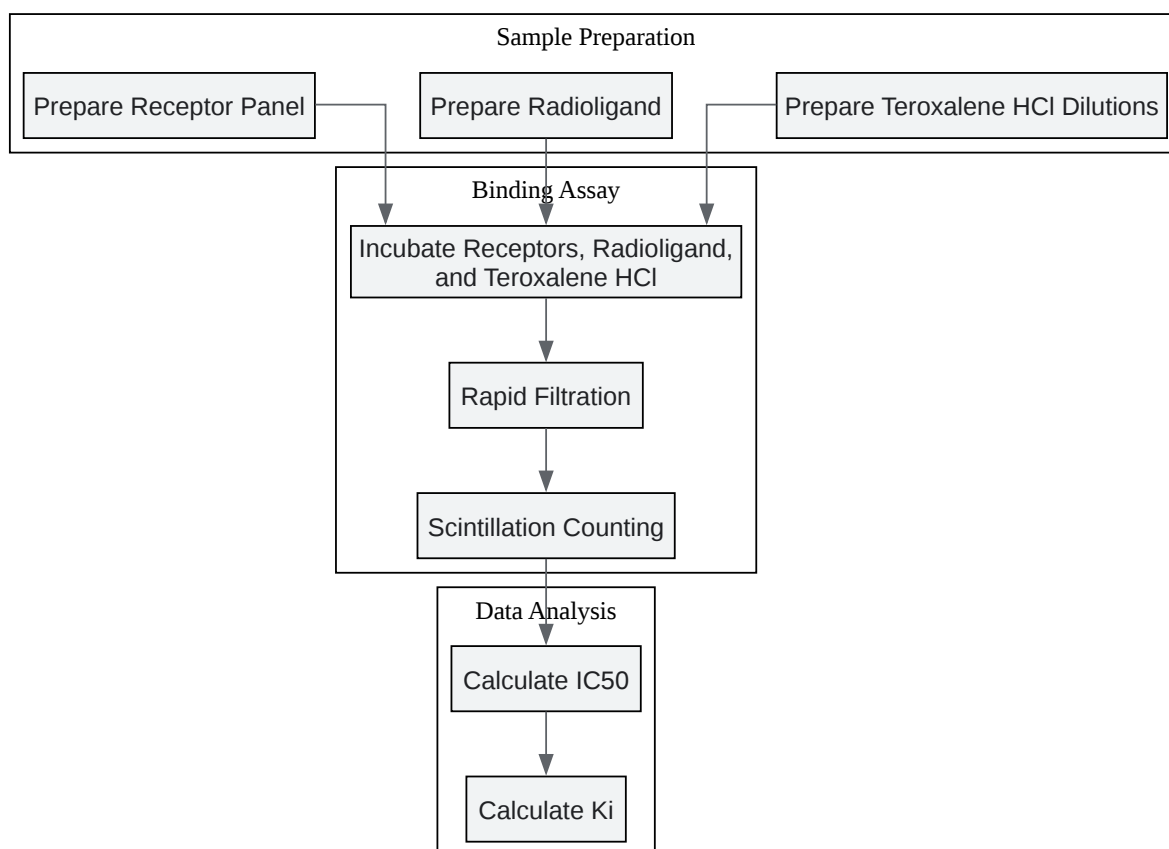 Sample Preparation
Prepare Receptor Panel
Prepare Radioligand
Prepare Teroxalene HCl Dilutions
Binding Assay
Incubate Receptors, Radioligand,
and Teroxalene HCl
Rapid Filtration
Scintillation Counting
Data Analysis
Calculate IC50
Calculate Ki